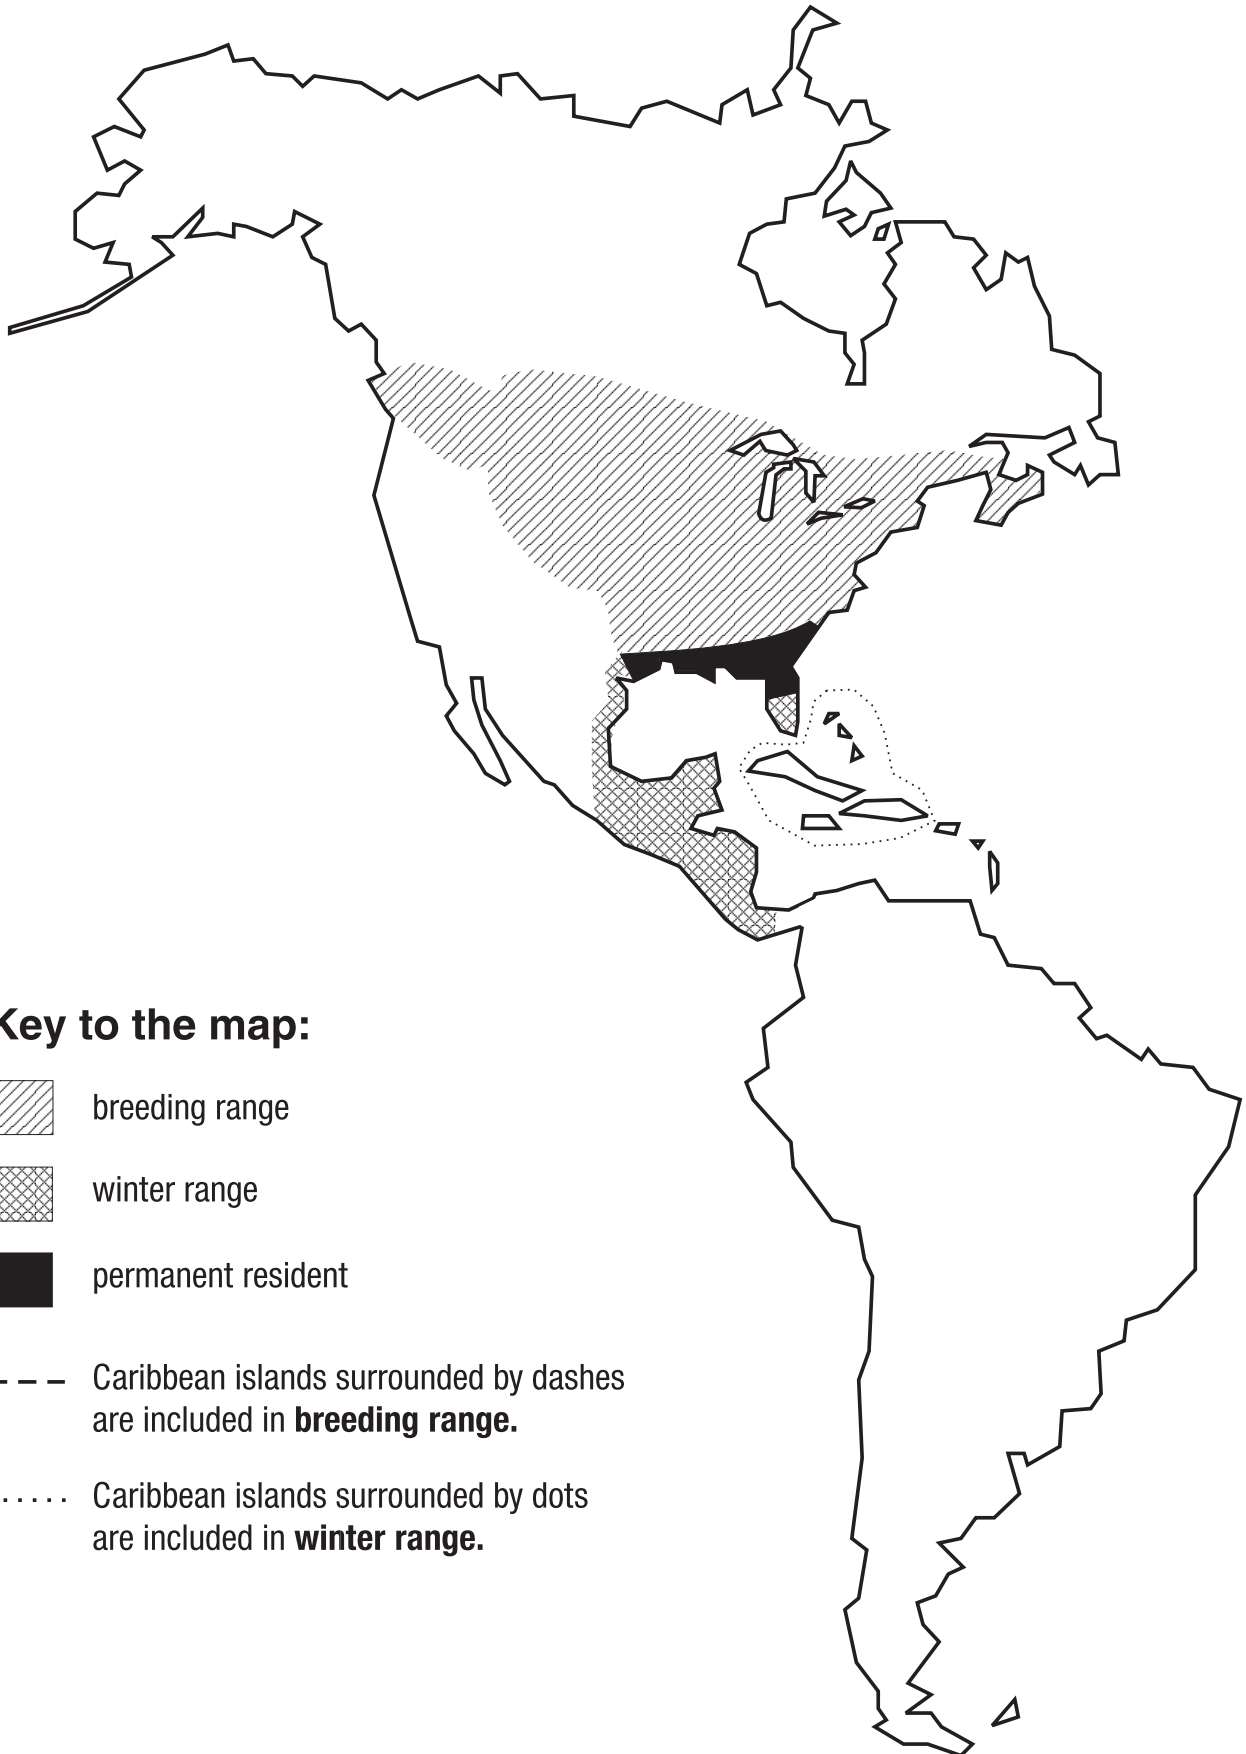 Key to the map:
breeding range
winter range
permanent resident
Caribbean islands surrounded by dashes
are included in breeding range.
Caribbean islands surrounded by dots
are included in winter range.